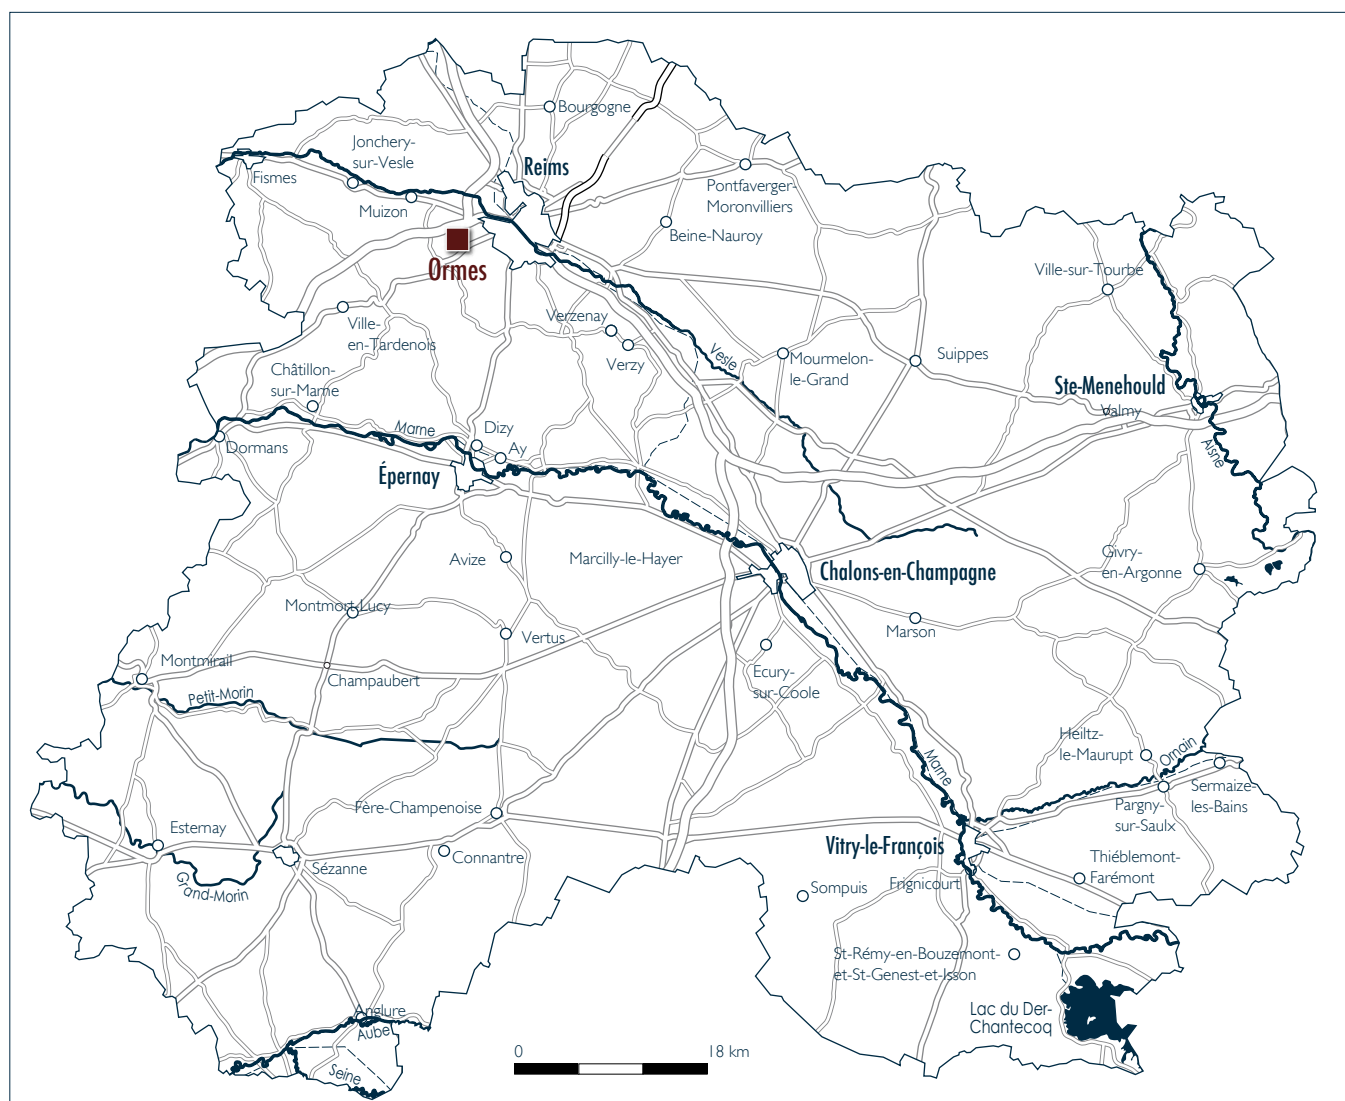 Bourgogne
Jonchery-
sur-Vesle
Reims
Fismes
Muizon
Pontfaverger-
Moronvilliers
Beine-Nauroy
Ormes
Ville-sur-Tourbe
Ville-
en-Tardenois
Verzenay
Verzy
Vesle
Mourmelon-
le-Grand
Suippes
Châtillon-
sur-Marne
Ste-Menehould
Valmy
Marne
Dizy
Ay
Dormans
Épernay
Aisne
Avize
Marcilly-le-Hayer
Chalons-en-Champagne
Givry-
en-Argonne
Montmort-Lucy
Vertus
Marson
Montmirail
Champaubert
Ecury-
sur-Coole
Petit-Morin
Marne
Heiltz-
le-Maurupt
Ornain
Sermaize-
les-Bains
Pargny-
sur-Saulx
Fère-Champenoise
Esternay
Connantre
Sézanne
Grand-Morin
Vitry-le-François
Thiéblemont-
Farémont
Sompuis
Frignicourt
St-Rémy-en-Bouzemont-
et-St-Genest-et-Isson
Lac du Der-
Chantecoq
Anglure
Aube
Seine
0 18 km